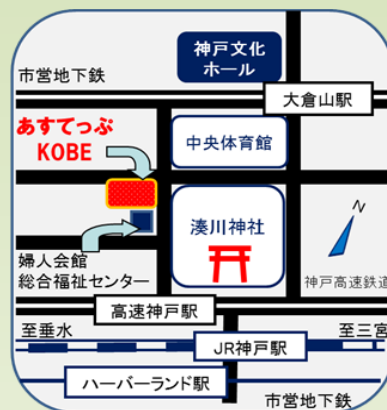 神戸文化
ホール
市営地下鉄
大倉山駅
あすてっぷ
KOBE
中央体育館
湊川神社
N
婦人会館
総合福祉センター
神戸高速鉄道
高速神戸駅
至垂水
至三宮
JR神戸駅
ハーバーランド駅
市営地下鉄